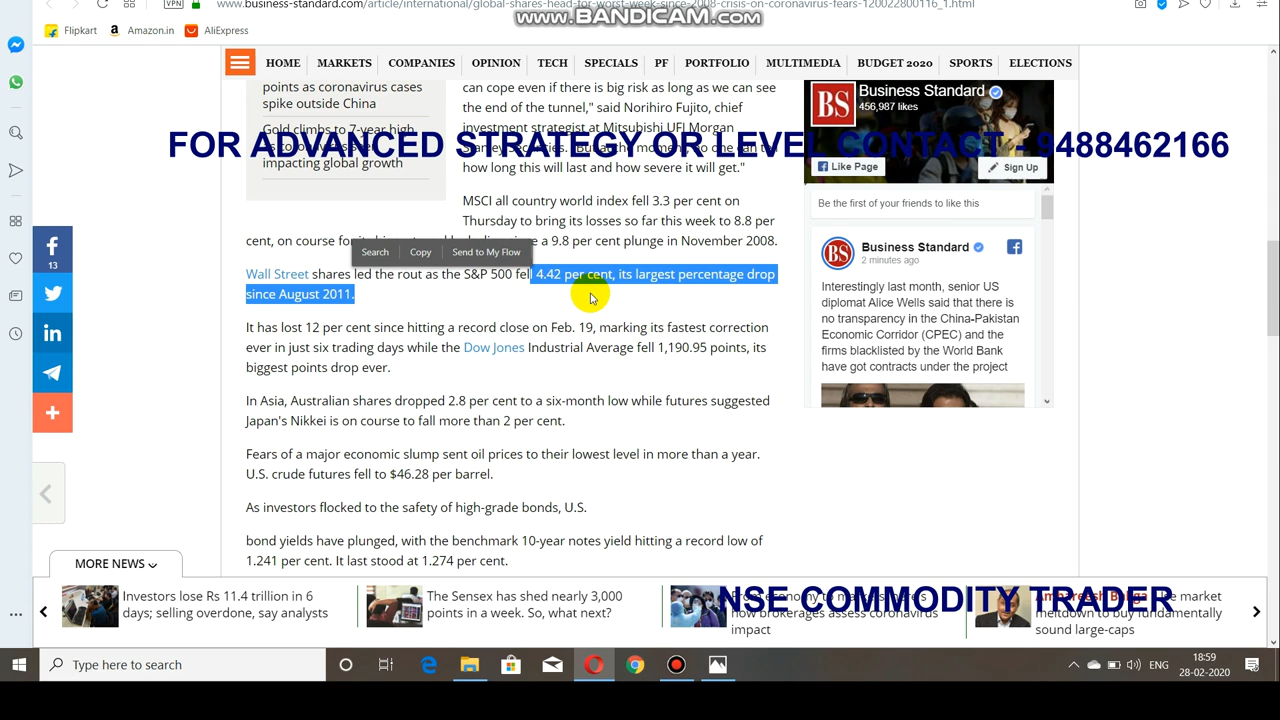 www.business-standard.com/article/international/global-shares-head-for-worst-week-since-2008-crisis-on-coronavirus-fears-120022800116_1.html
www.BANDICAM.com
VPN
Flipkart
Amazon.in
AliExpress
HOME MARKETS COMPANIES OPINION TECH SPECIALS PF PORTFOLIO MULTIMEDIA BUDGET 2020 SPORTS ELECTIONS
points as coronavirus cases
spike outside China
Gold climbs to 7-year high
impacting global growth
can cope even if there is big risk as long as we can see
the end of the tunnel," said Norihiro Fujito, chief
investment strategist at Mitsubishi UFJ Morgan
how long this will last and how severe it will get."
FOR ADVANCED STRATEGY OR LEVEL CONTACT - 9488462166
MSCI all country world index fell 3.3 per cent on
Thursday to bring its losses so far this week to 8.8 per
cent, on course for its a 9.8 per cent plunge in November 2008.
Search Copy Send to My Flow
Wall Street shares led the rout as the S&P 500 fell 4.42 per cent, its largest percentage drop
since August 2011.
It has lost 12 per cent since hitting a record close on Feb. 19, marking its fastest correction
ever in just six trading days while the Dow Jones Industrial Average fell 1,190.95 points, its
biggest points drop ever.
In Asia, Australian shares dropped 2.8 per cent to a six-month low while futures suggested
Japan's Nikkei is on course to fall more than 2 per cent.
Fears of a major economic slump sent oil prices to their lowest level in more than a year.
U.S. crude futures fell to $46.28 per barrel.
As investors flocked to the safety of high-grade bonds, U.S.
bond yields have plunged, with the benchmark 10-year notes yield hitting a record low of
1.241 per cent. It last stood at 1.274 per cent.
BS
Business Standard
456,987 likes
Like Page
Sign Up
Be the first of your friends to like this
BS
Business Standard
2 minutes ago
Interestingly last month, senior US
diplomat Alice Wells said that there is
no transparency in the China-Pakistan
Economic Corridor (CPEC) and the
firms blacklisted by the World Bank
have got contracts under the project
13
MORE NEWS
Investors lose Rs 11.4 trillion in 6
days; selling overdone, say analysts
The Sensex has shed nearly 3,000
points in a week. So, what next?
how brokerages assess coronavirus
impact
market
meltdown to buy fundamentally
sound large-caps
NSE COMMODITY TRADER
Type here to search
ENG
18:59
28-02-2020